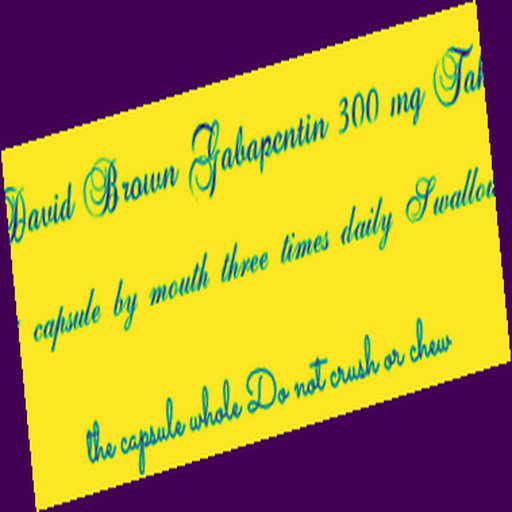 David Brown Gabapentin 300 mg
capsule by mouth three times daily
the capsule whole Do not crush or chew